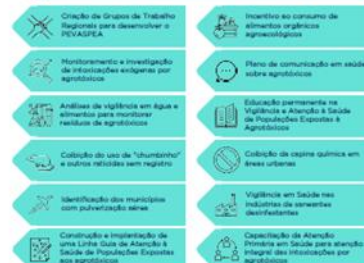 Criação de Grupos de Trabalho
Regionais para desenvolver o
PEVASPEA
Monitoramento e investigação
de intoxicações exógenas por
agrotóxicos
Análises de vigilância em água e
alimentos para monitorar
resíduos de agrotóxicos
Coibição do uso de "chumbinho"
e outros raticidas sem registro
Identificação dos municípios
com pulverização aérea
Construção e implantação de
uma Linha Guia de Atenção à
Saúde de Populações Expostas
aos agrotóxicos
Incentivo ao consumo de
alimentos orgânicos
agroecológicos
Plano de comunicação em saúde
sobre agrotóxicos
Educação permanente na
Vigilância e Atenção à Saúde
de Populações Expostas à
Agrotóxicos
Coibição da capina química em
áreas urbanas
Vigilância em Saúde nas
indústrias de
desinfestantes
Capacitação da Atenção
Primária em Saúde para atenção
integral das intoxicações por
agrotóxicos